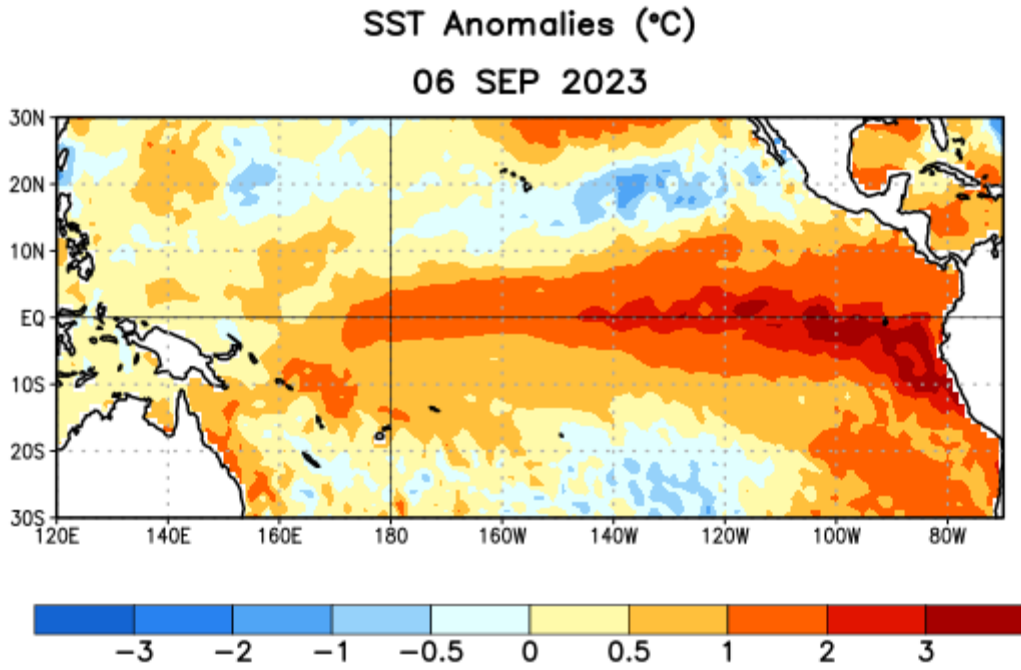 SST Anomalies (°C)
06 SEP 2023
30N
20N
10N
EQ
10S
20S
30S
120E 140E 160E 180 160W 140W 120W 100W 80W
−3 −2 −1 −0.5 0 0.5 1 2 3